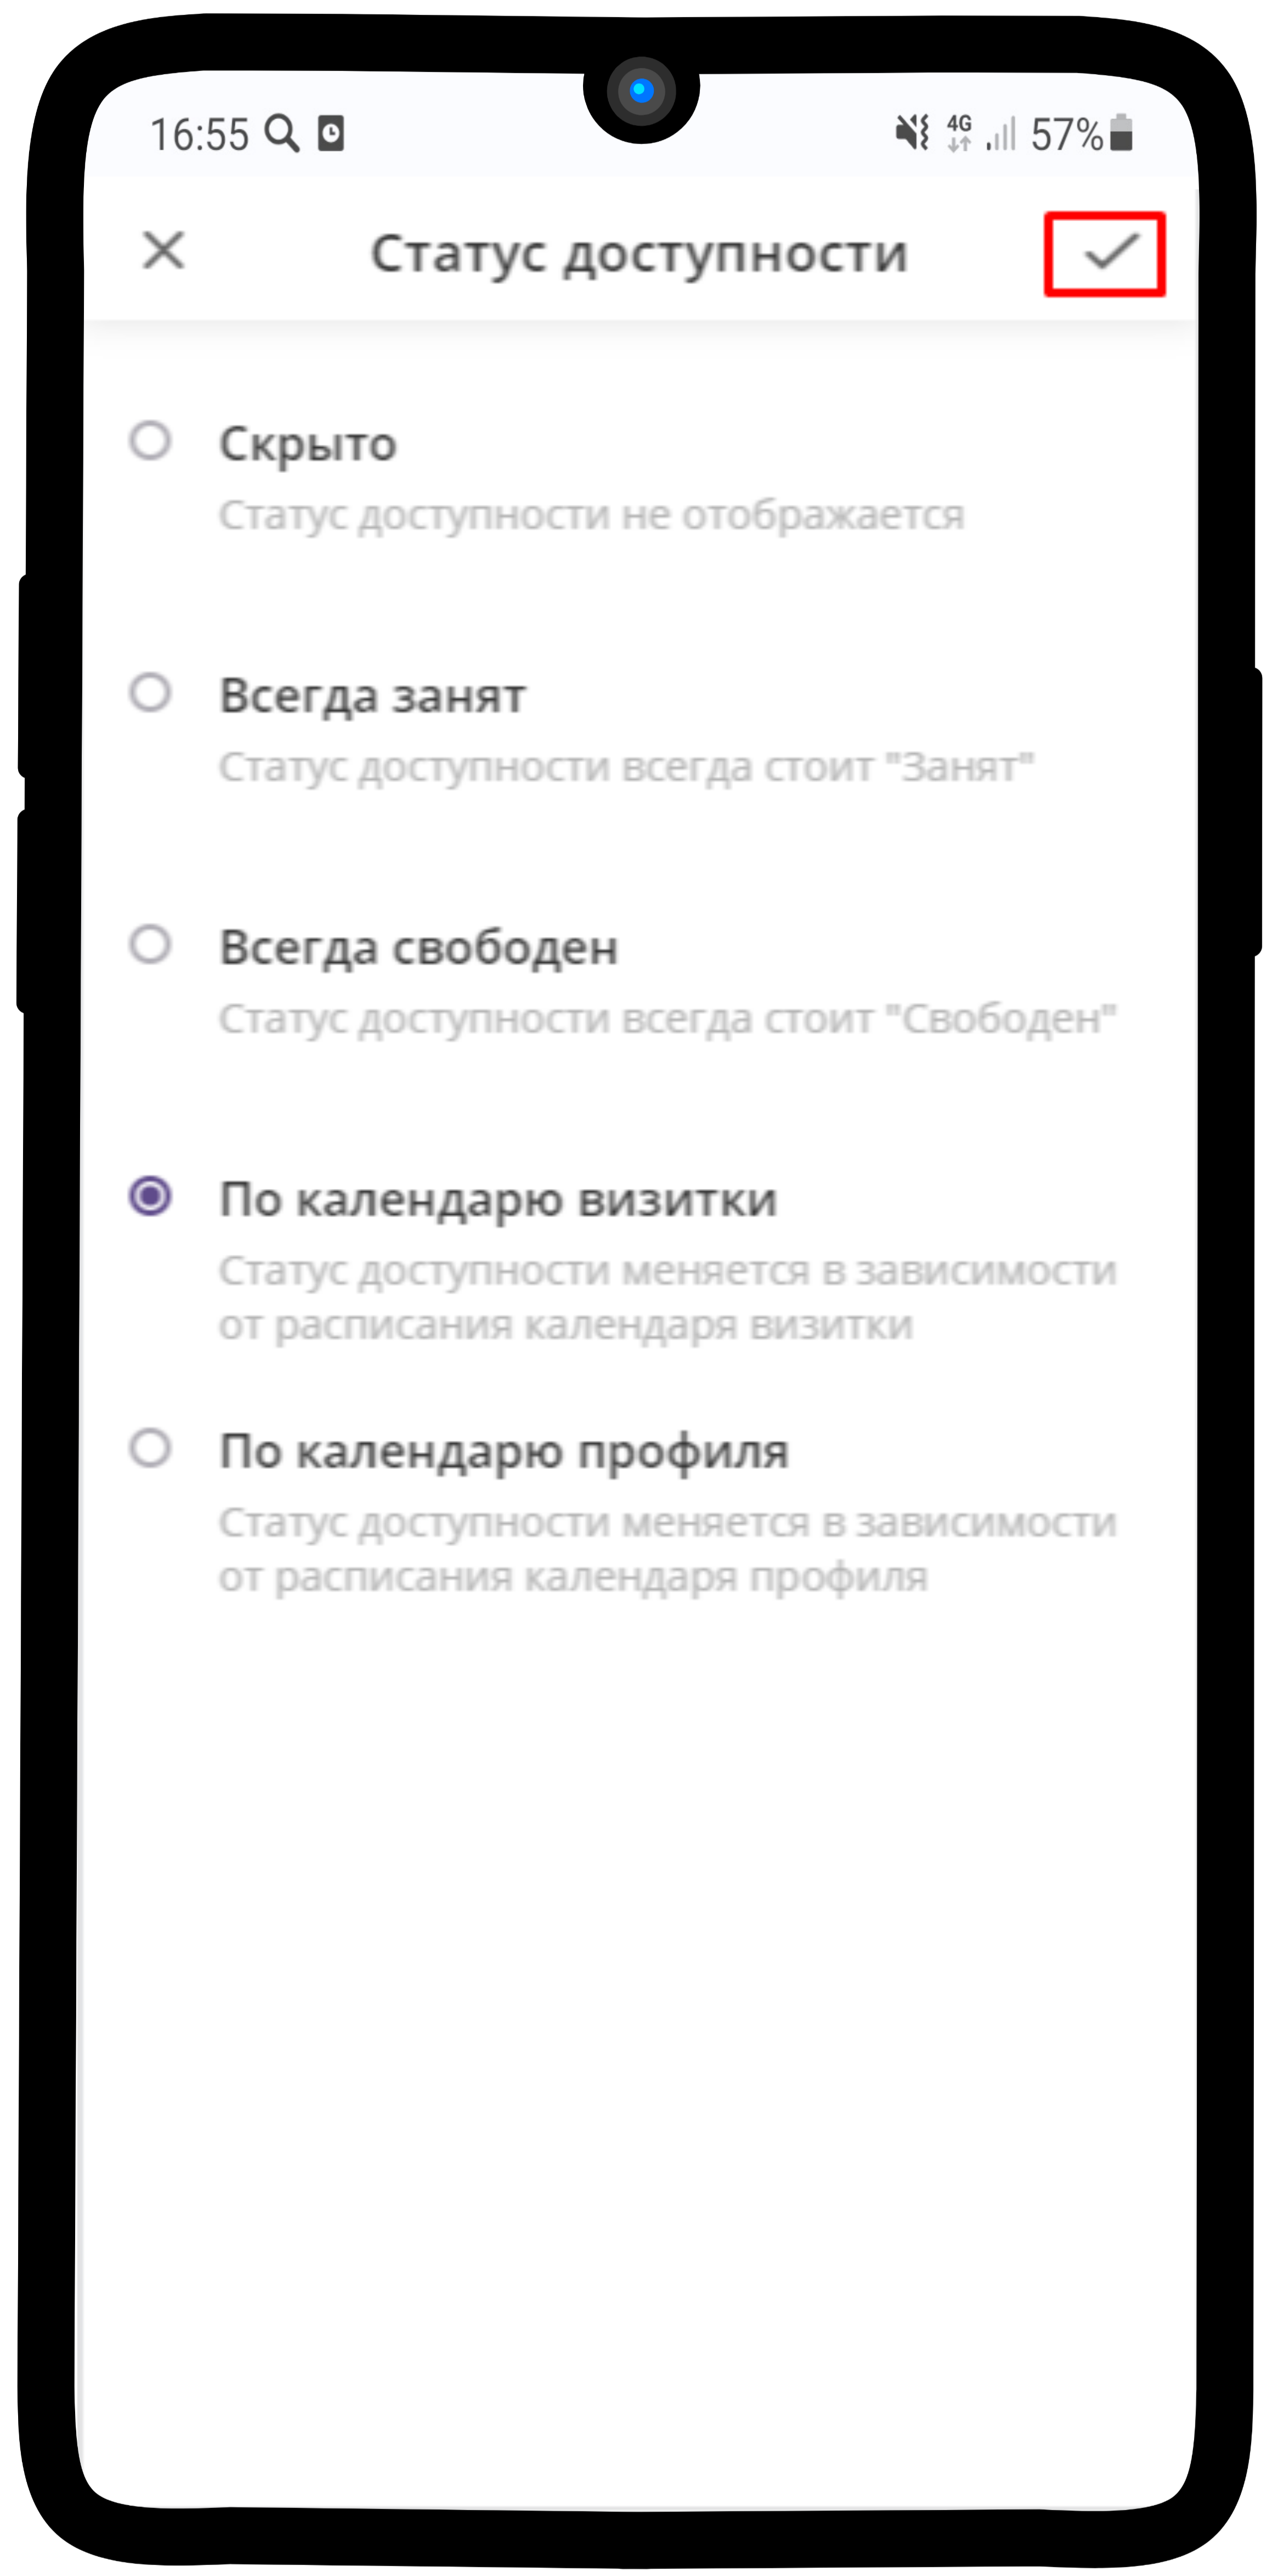 16:55 4G 57%
Статус доступности
Скрыто
Статус доступности не отображается
Всегда занят
Статус доступности всегда стоит "Занят"
Всегда свободен
Статус доступности всегда стоит "Свободен"
По календарю визитки
Статус доступности меняется в зависимости
от расписания календаря визитки
По календарю профиля
Статус доступности меняется в зависимости
от расписания календаря профиля